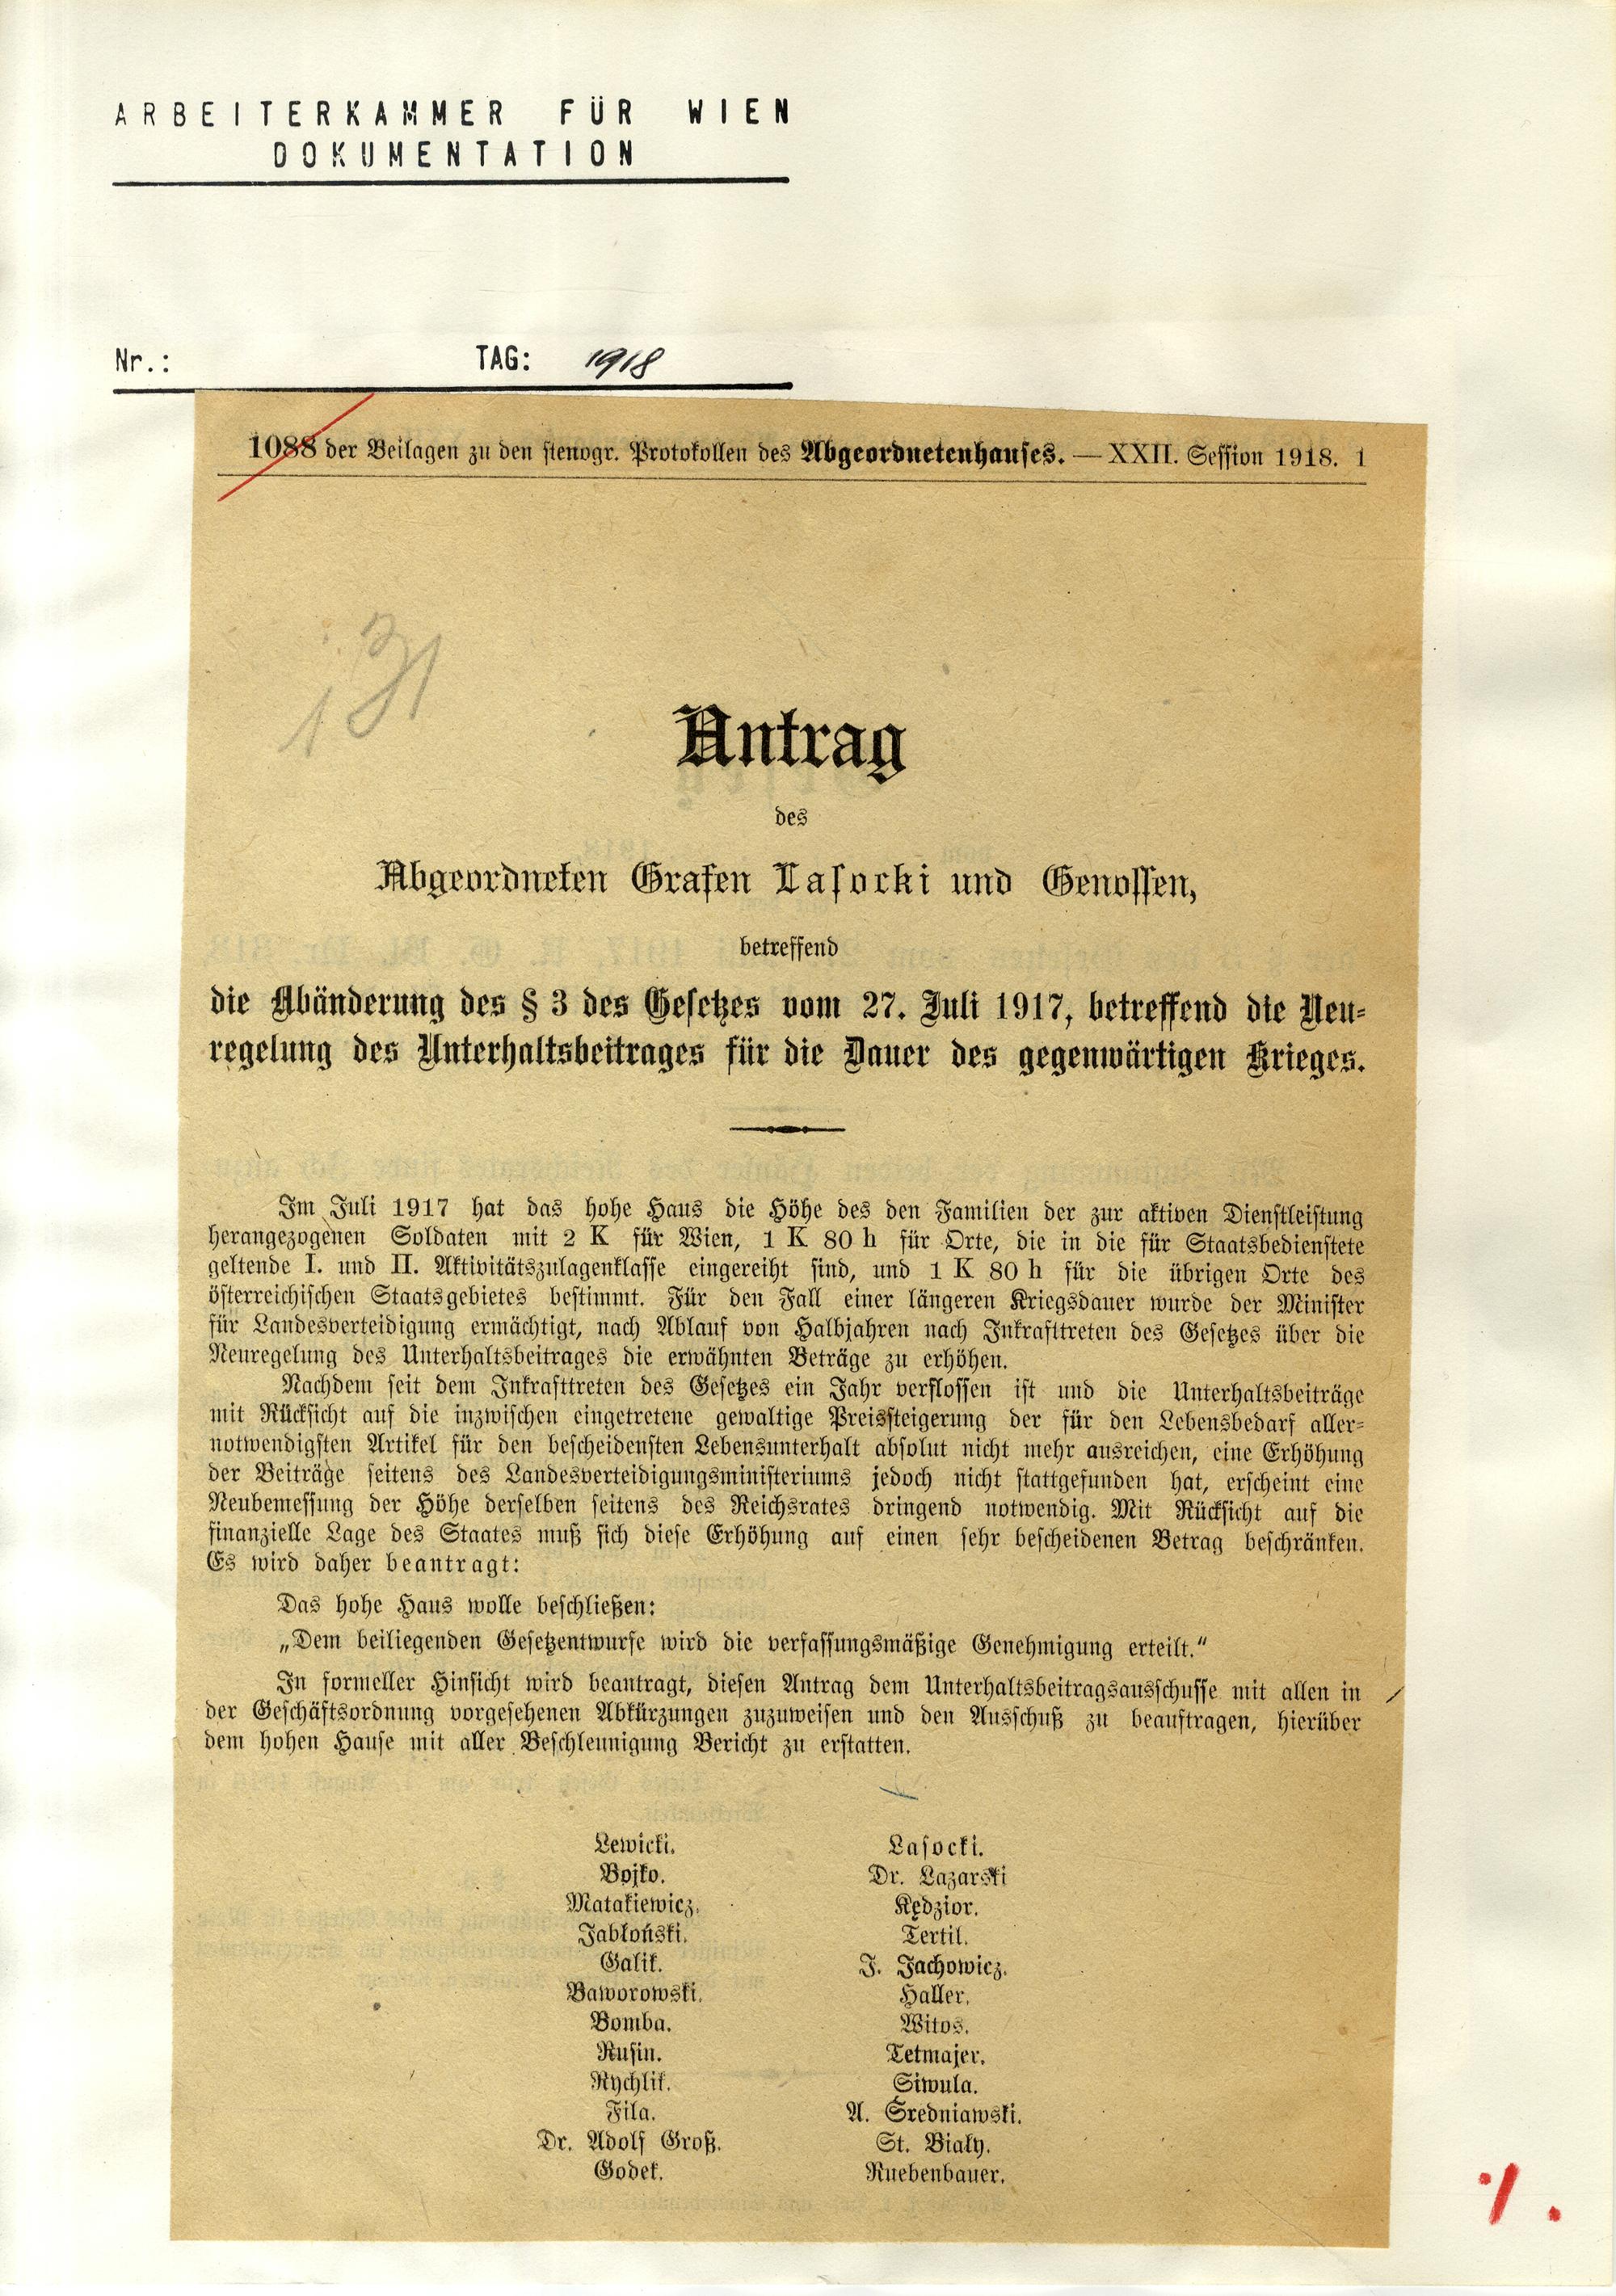 ARBEITERKAMMER FÜR WIEN
DOKUMENTATION
Nr.: TAG: 1918
1088 der Beilagen zu den stenogr. Protokollen des Abgeordnetenhauses. — XXII. Session 1918. 1
131
Antrag
des
Abgeordneten Grafen Lasocki und Genossen,
betreffend
die Abänderung des § 3 des Gesetzes vom 27. Juli 1917, betreffend die Neu-
regelung des Unterhaltsbeitrages für die Dauer des gegenwärtigen Krieges.
Im Juli 1917 hat das hohe Haus die Höhe des den Familien der zur aktiven Dienstleistung
herangezogenen Soldaten mit 2 K für Wien, 1 K 80 h für Orte, die in die für Staatsbedienstete
geltende I. und II. Aktivitätszulagenklasse eingereiht sind, und 1 K 80 h für die übrigen Orte des
österreichischen Staatsgebietes bestimmt. Für den Fall einer längeren Kriegsdauer wurde der Minister
für Landesverteidigung ermächtigt, nach Ablauf von Halbjahren nach Inkrafttreten des Gesetzes über die
Neuregelung des Unterhaltsbeitrages die erwähnten Beträge zu erhöhen.
Nachdem seit dem Inkrafttreten des Gesetzes ein Jahr verflossen ist und die Unterhaltsbeiträge
mit Rücksicht auf die inzwischen eingetretene gewaltige Preissteigerung der für den Lebensbedarf aller-
notwendigsten Artikel für den bescheidensten Lebensunterhalt absolut nicht mehr ausreichen, eine Erhöhung
der Beiträge seitens des Landesverteidigungsministeriums jedoch nicht stattgefunden hat, erscheint eine
Neubemessung der Höhe derselben seitens des Reichsrates dringend notwendig. Mit Rücksicht auf die
finanzielle Lage des Staates muß sich diese Erhöhung auf einen sehr bescheidenen Betrag beschränken.
Es wird daher beantragt:
Das hohe Haus wolle beschließen:
„Dem beiliegenden Gesetzentwurfe wird die verfassungsmäßige Genehmigung erteilt.“
In formeller Hinsicht wird beantragt, diesen Antrag dem Unterhaltsbeitragsausschusse mit allen in
der Geschäftsordnung vorgesehenen Abkürzungen zuzuweisen und den Ausschuß zu beauftragen, hierüber
dem hohen Hause mit aller Beschleunigung Bericht zu erstatten.
Lewicki. Lasocki.
Bojko. Dr. Lazarski
Matakiewicz. Kędzior.
Jabłoński. Tertil.
Galik. J. Jachowicz.
Baworowski. Haller.
Bomba. Witos.
Rusin. Tetmajer.
Rychlik. Siwula.
Fila. A. Sredniawski.
Dr. Adolf Groß. St. Biały.
Godek. Ruebenbauer.